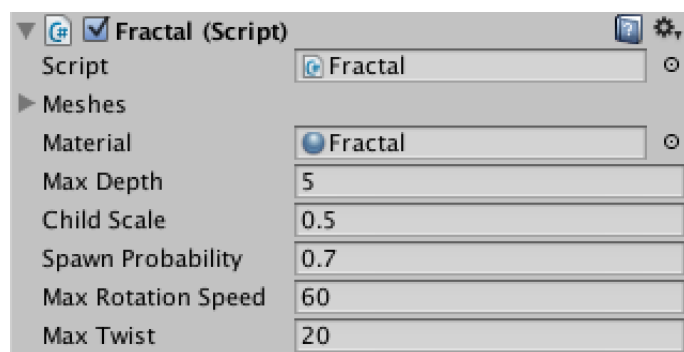 Fractal (Script)
Script Fractal
Meshes
Material Fractal
Max Depth 5
Child Scale 0.5
Spawn Probability 0.7
Max Rotation Speed 60
Max Twist 20